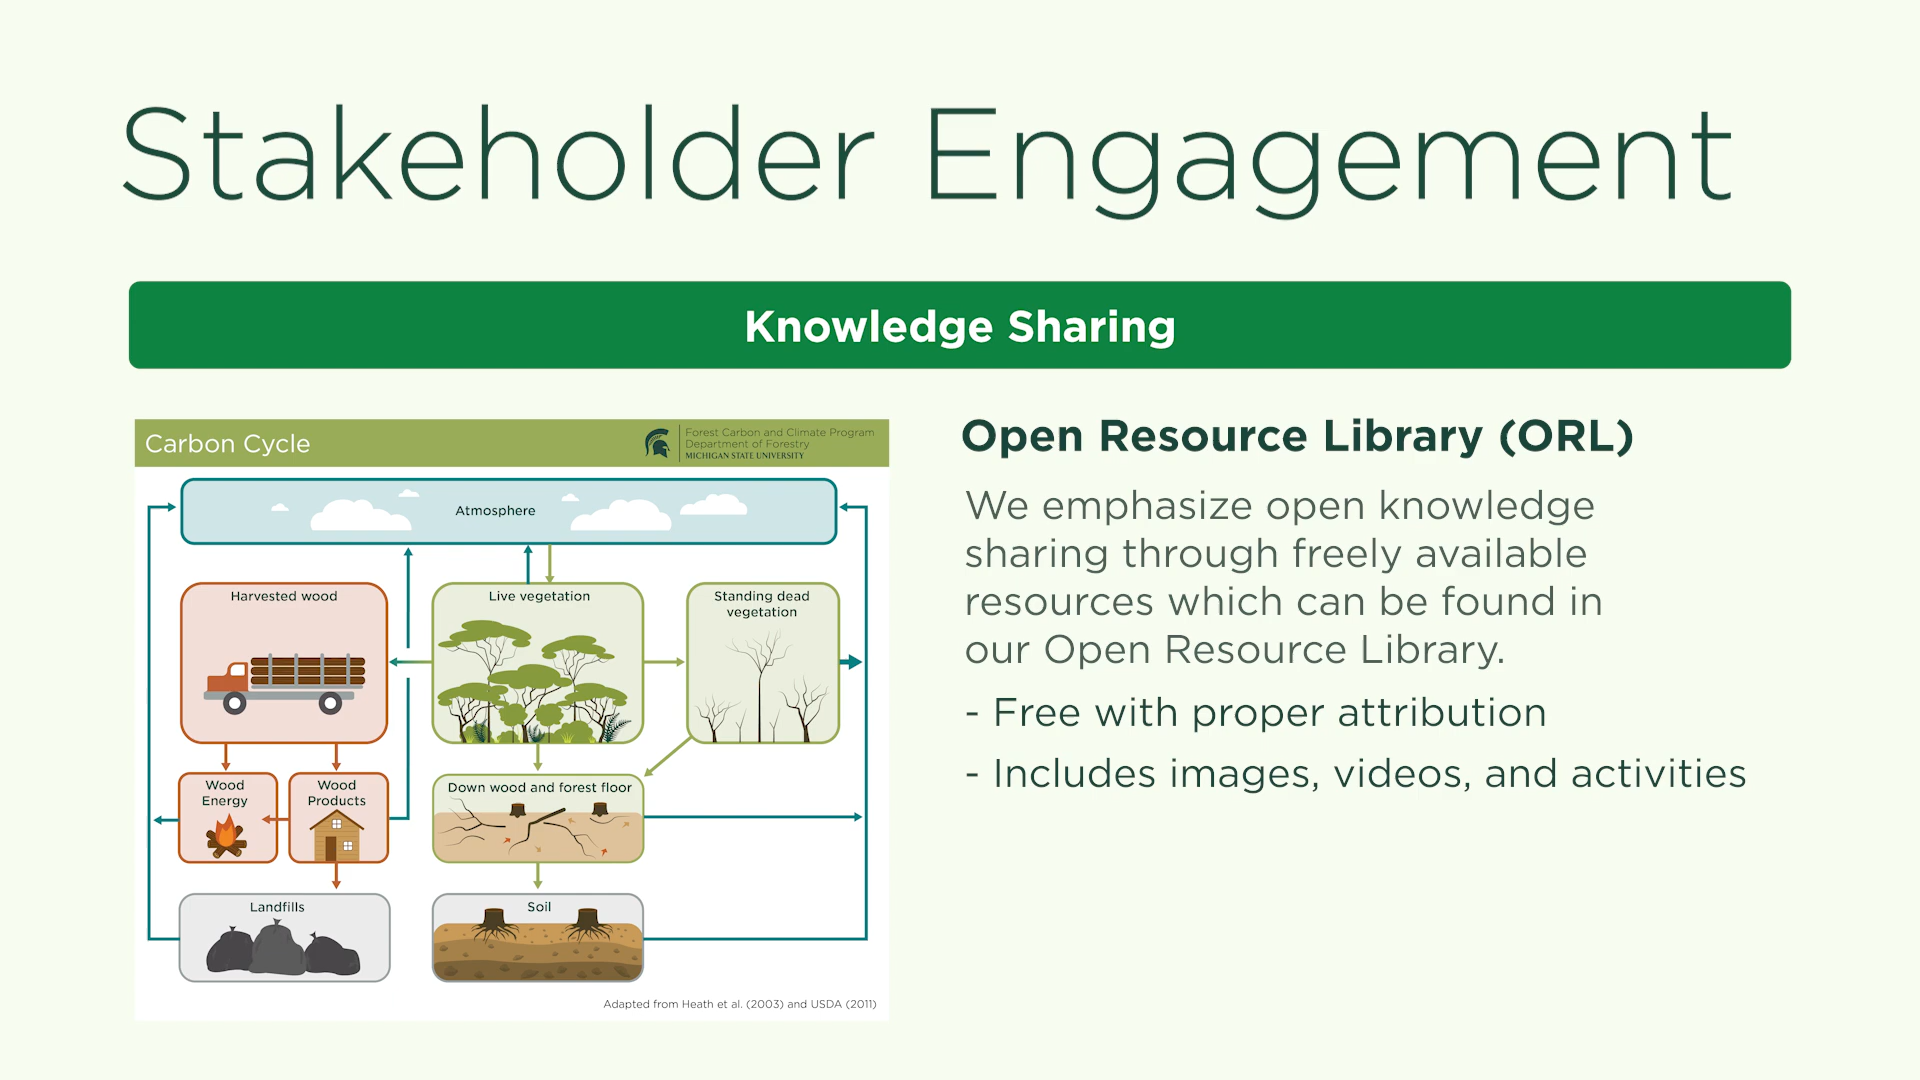 Stakeholder Engagement
Knowledge Sharing
Carbon Cycle
Forest Carbon and Climate Program
Department of Forestry
MICHIGAN STATE UNIVERSITY
Atmosphere
Harvested wood
Live vegetation
Standing dead
vegetation
Wood
Energy
Wood
Products
Down wood and forest floor
Landfills
Soil
Adapted from Heath et al. (2003) and USDA (2011)
Open Resource Library (ORL)
We emphasize open knowledge
sharing through freely available
resources which can be found in
our Open Resource Library.
- Free with proper attribution
- Includes images, videos, and activities